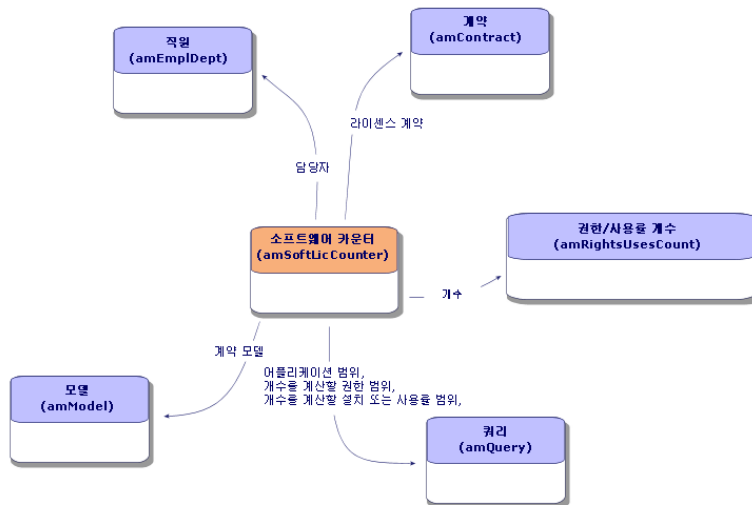 직원
(amEmplDept)
계약
(amContract)
라이센스 계약
담당자
소프트웨어 카운터
(amSoftLicCounter)
권한/사용률 개수
(amRightsUsesCount)
개수
계약 모델
어플리케이션 범위,
개수를 계산할 권한 범위,
개수를 계산할 설치 또는 사용률 범위,
모델
(amModel)
쿼리
(amQuery)